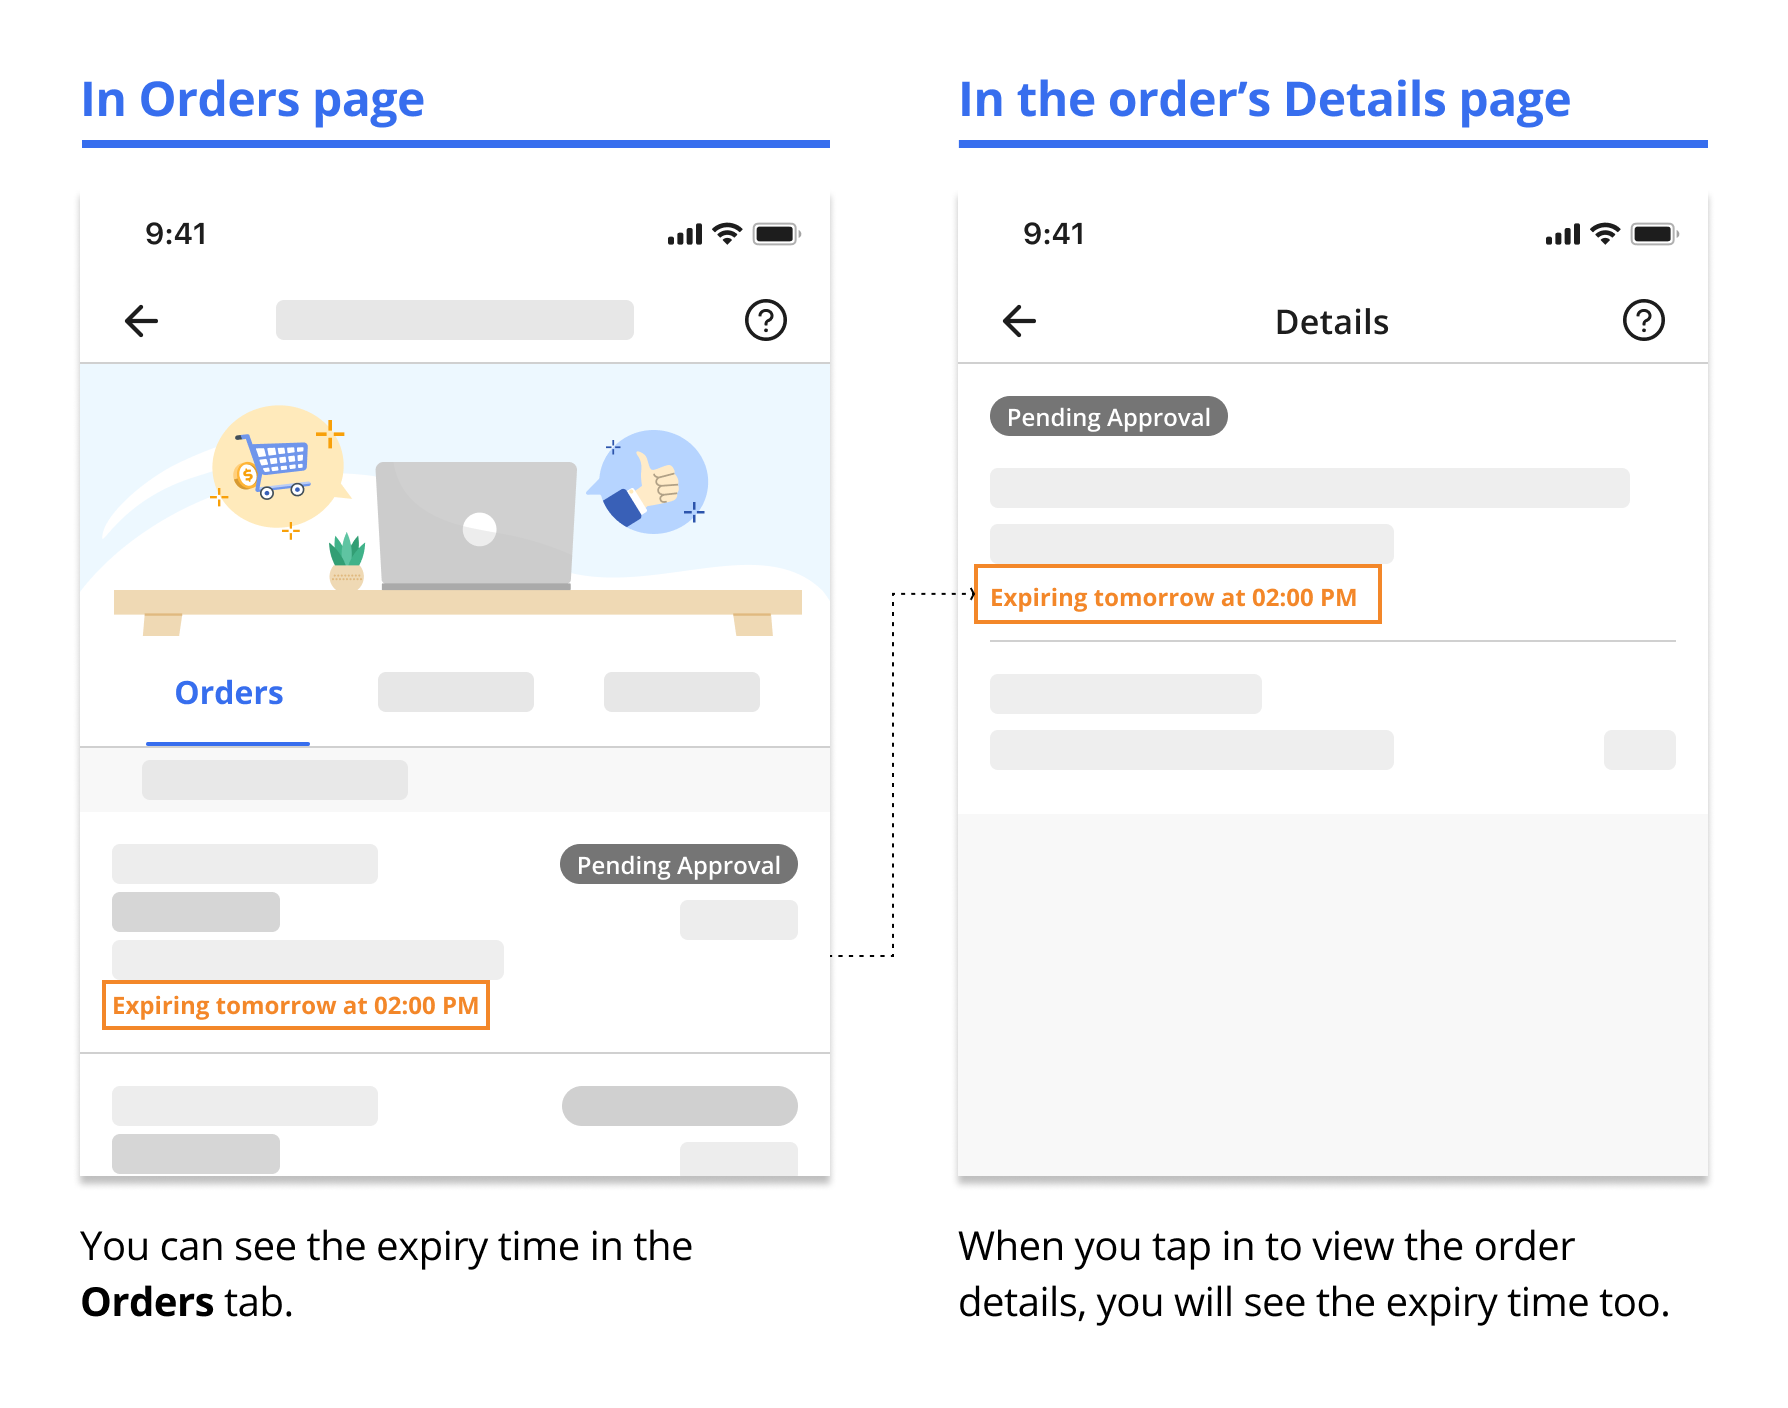 In Orders page
9:41
Orders
Pending Approval
Expiring tomorrow at 02:00 PM
You can see the expiry time in the
Orders tab.
In the order’s Details page
9:41
Details
Pending Approval
Expiring tomorrow at 02:00 PM
When you tap in to view the order
details, you will see the expiry time too.